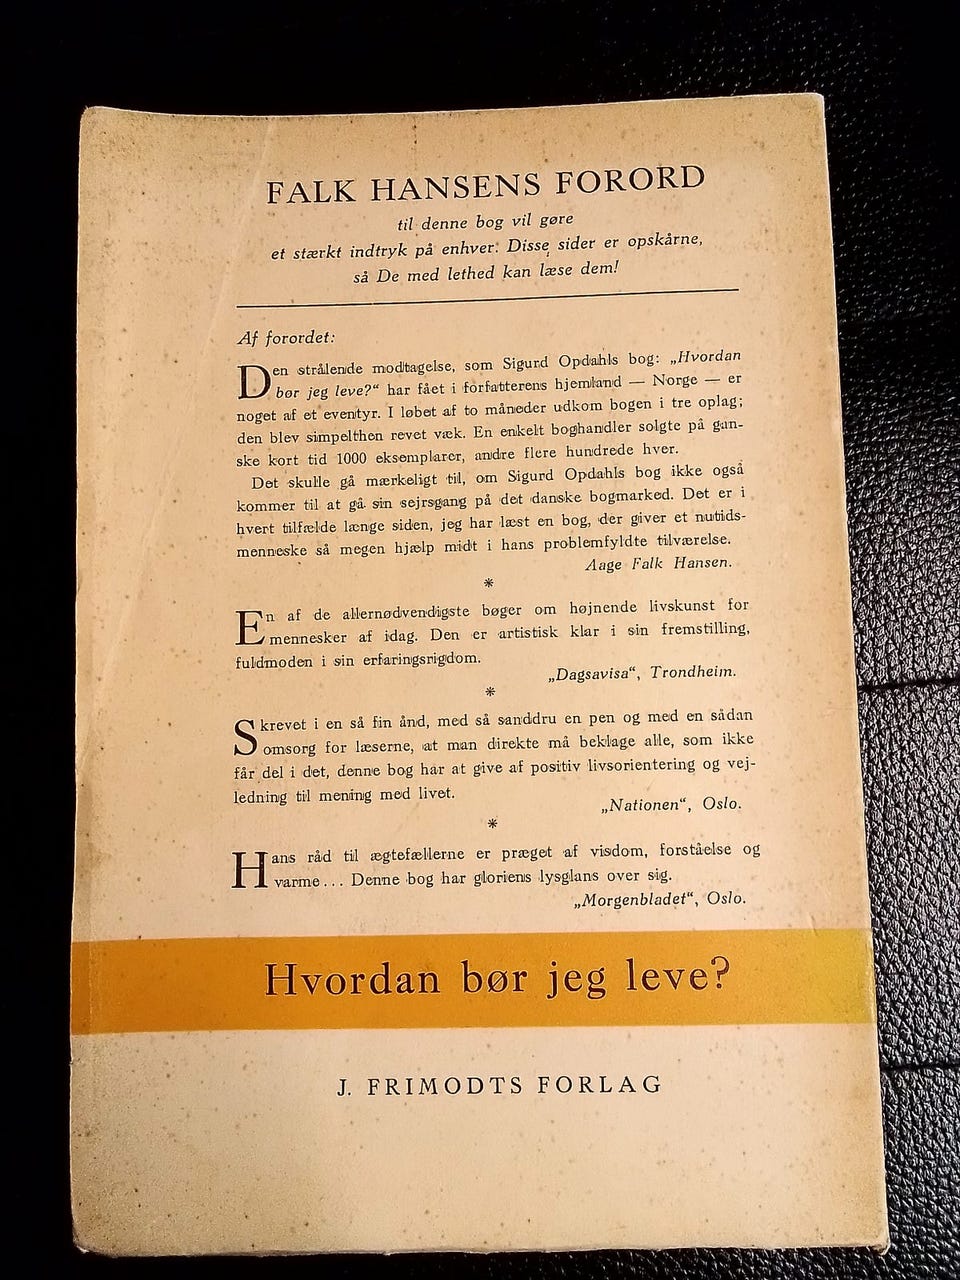 FALK HANSENS FORORD
til denne bog vil gøre
et stærkt indtryk på enhver. Disse sider er opskårne,
så De med lethed kan læse dem!
Af forordet:
Den strålende modtagelse, som Sigurd Opdahls bog: „Hvordan
bør jeg leve?“ har fået i forfatterens hjemland — Norge — er
noget af et eventyr. I løbet af to måneder udkom bogen i tre oplag;
den blev simpelthen revet væk. En enkelt boghandler solgte på gan-
ske kort tid 1000 eksemplarer, andre flere hundrede hver.
Det skulle gå mærkeligt til, om Sigurd Opdahls bog ikke også
kommer til at gå sin sejrsgang på det danske bogmarked. Det er i
hvert tilfælde længe siden, jeg har læst en bog, der giver et nutids-
menneske så megen hjælp midt i hans problemfyldte tilværelse.
Aage Falk Hansen.
*
En af de allernødvendigste bøger om højnende livskunst for
mennesker af idag. Den er artistisk klar i sin fremstilling,
fuldmoden i sin erfaringsrigdom.
„Dagsavisa“, Trondheim.
*
Skrevet i en så fin ånd, med så sanddru en pen og med en sådan
omsorg for læserne, at man direkte må beklage alle, som ikke
får del i det, denne bog har at give af positiv livsorientering og vej-
ledning til mening med livet.
„Nationen“, Oslo.
*
Hans råd til ægtefællerne er præget af visdom, forståelse og
varme... Denne bog har gloriens lysglans over sig.
„Morgenbladet“, Oslo.
Hvordan bør jeg leve?
J. FRIMODTS FORLAG